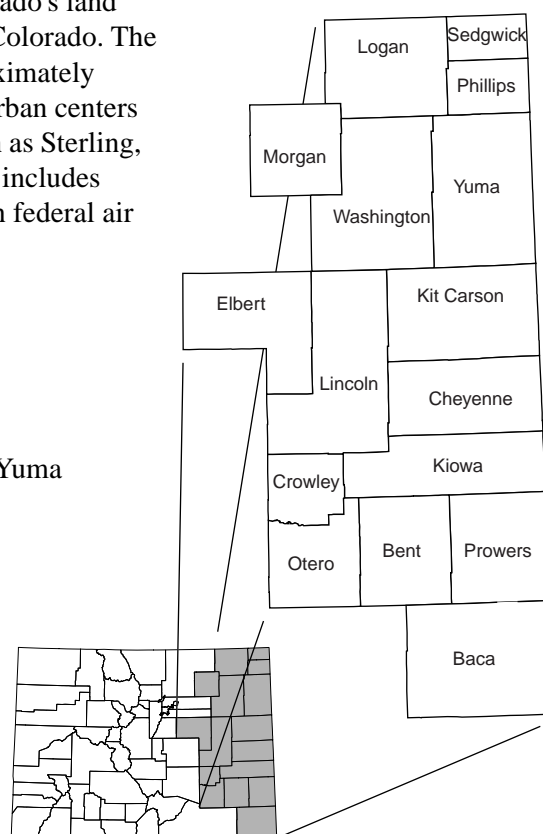 ado's land
Colorado. The
ximately
rban centers
n as Sterling,
includes
n federal air
Yuma
Logan
Sedgwick
Phillips
Morgan
Yuma
Washington
Elbert
Kit Carson
Lincoln
Cheyenne
Kiowa
Crowley
Otero
Bent
Prowers
Baca